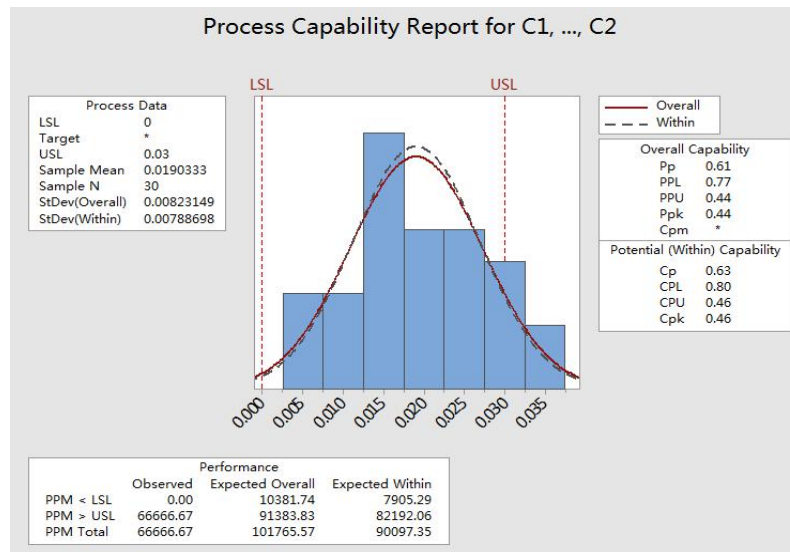 Process Capability Report for C1, ..., C2
LSL USL
Process Data
LSL 0
Target *
USL 0.03
Sample Mean 0.0190333
Sample N 30
StDev(Overall) 0.00823149
StDev(Within) 0.00788698
Overall
Within
Overall Capability
Pp 0.61
PPL 0.77
PPU 0.44
Ppk 0.44
Cpm *
Potential (Within) Capability
Cp 0.63
CPL 0.80
CPU 0.46
Cpk 0.46
0.000 0.005 0.010 0.015 0.020 0.025 0.030 0.035
Performance
Observed Expected Overall Expected Within
PPM < LSL 0.00 10381.74 7905.29
PPM > USL 66666.67 91383.83 82192.06
PPM Total 66666.67 101765.57 90097.35